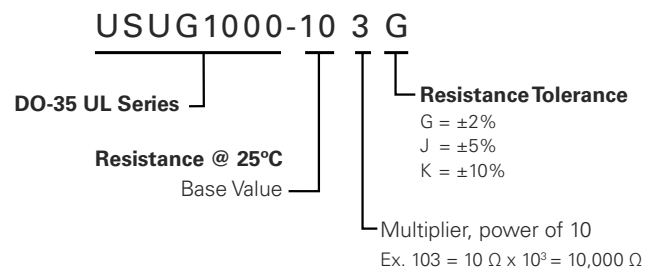 USUG1000-10 3 G
DO-35 UL Series
Resistance Tolerance
G = ±2%
J = ±5%
K = ±10%
Resistance @ 25ºC
Base Value
Multiplier, power of 10
Ex. 103 = 10 Ω x 10³ = 10,000 Ω